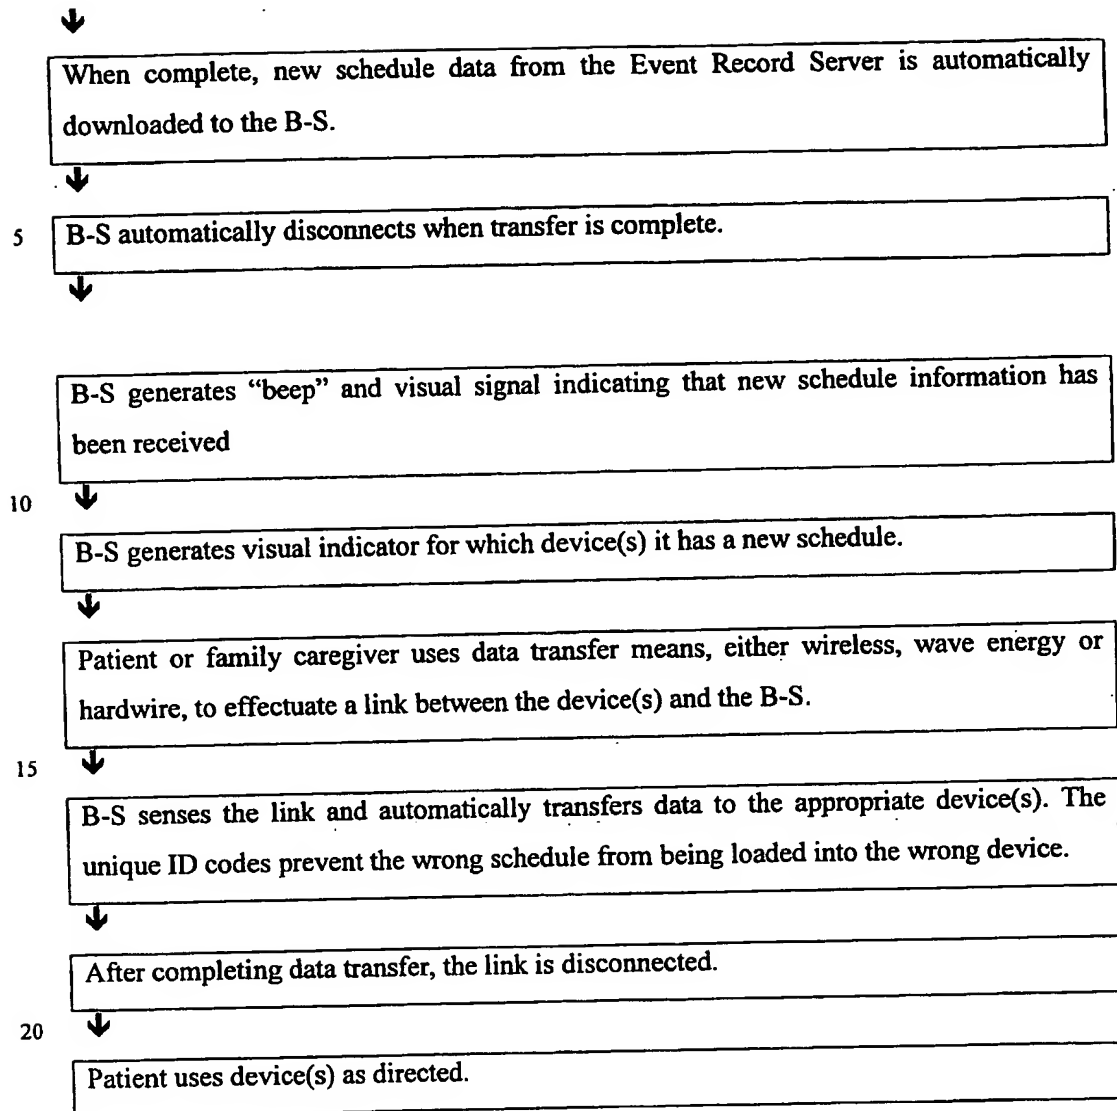 When complete, new schedule data from the Event Record Server is automatically
downloaded to the B-S.
5 B-S automatically disconnects when transfer is complete.
B-S generates “beep” and visual signal indicating that new schedule information has
been received
10
B-S generates visual indicator for which device(s) it has a new schedule.
Patient or family caregiver uses data transfer means, either wireless, wave energy or
hardwire, to effectuate a link between the device(s) and the B-S.
15
B-S senses the link and automatically transfers data to the appropriate device(s). The
unique ID codes prevent the wrong schedule from being loaded into the wrong device.
After completing data transfer, the link is disconnected.
20
Patient uses device(s) as directed.